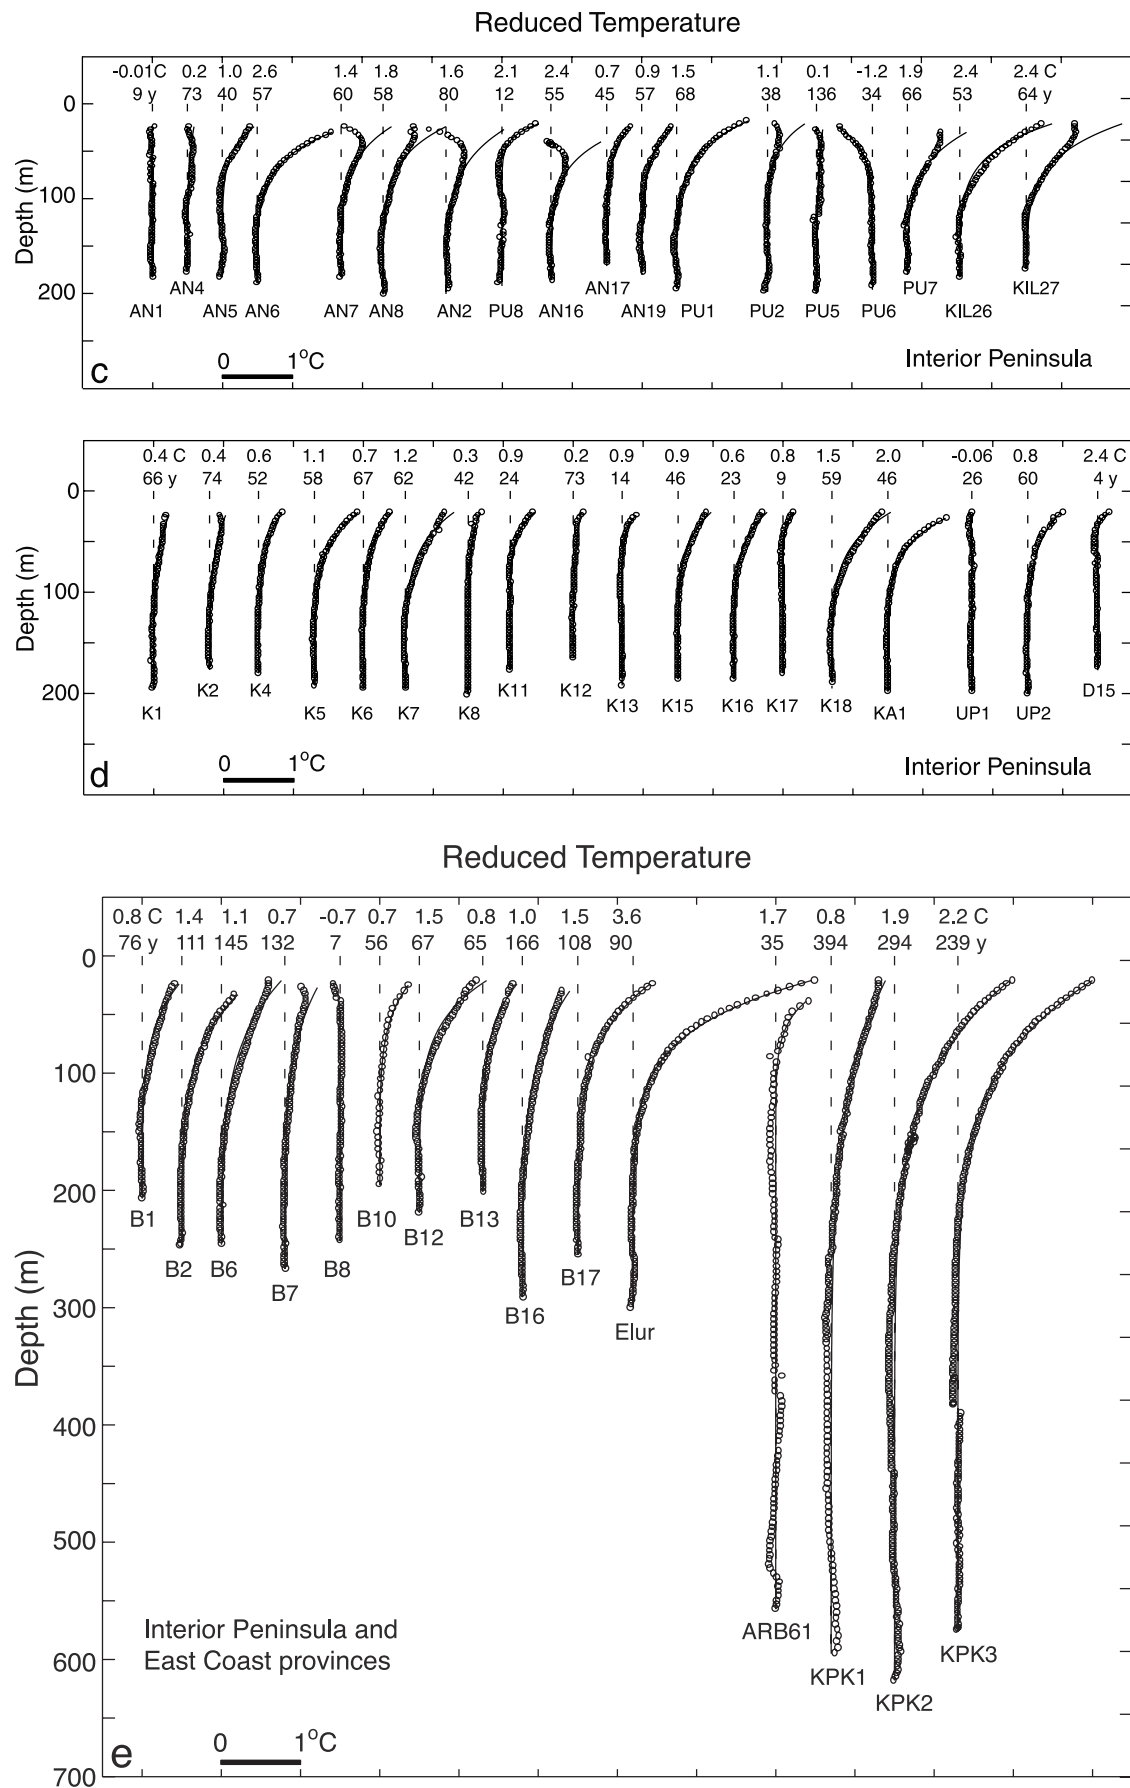 Reduced Temperature
-0.01C 0.2 1.0 2.6 1.4 1.8 1.6 2.1 2.4 0.7 0.9 1.5 1.1 0.1 -1.2 1.9 2.4 2.4 C
9 y 73 40 57 60 58 80 12 55 45 57 68 38 136 34 66 53 64 y
0
100
200
Depth (m)
AN4 AN17 PU7 KIL27
AN1 AN5 AN6 AN7 AN8 AN2 PU8 AN16 AN19 PU1 PU2 PU5 PU6 KIL26
0 1°C
c
Interior Peninsula
0.4 C 0.4 0.6 1.1 0.7 1.2 0.3 0.9 0.2 0.9 0.9 0.6 0.8 1.5 2.0 -0.06 0.8 2.4 C
66 y 74 52 58 67 62 42 24 73 14 46 23 9 59 46 26 60 4 y
0
100
200
Depth (m)
K2 K4 K11 K12 D15
K13 K15 K16 K17 K18
K1 K5 K6 K7 K8 KA1 UP1 UP2
0 1°C
d
Interior Peninsula
Reduced Temperature
0.8 C 1.4 1.1 0.7 -0.7 0.7 1.5 0.8 1.0 1.5 3.6 1.7 0.8 1.9 2.2 C
76 y 111 145 132 7 56 67 65 166 108 90 35 394 294 239 y
0
100
200
300
400
500
600
700
Depth (m)
B1 B10 B13
B12
B2 B6 B8
B17
B7
B16
Elur
ARB61
KPK3
KPK1
KPK2
Interior Peninsula and
East Coast provinces
0 1°C
e